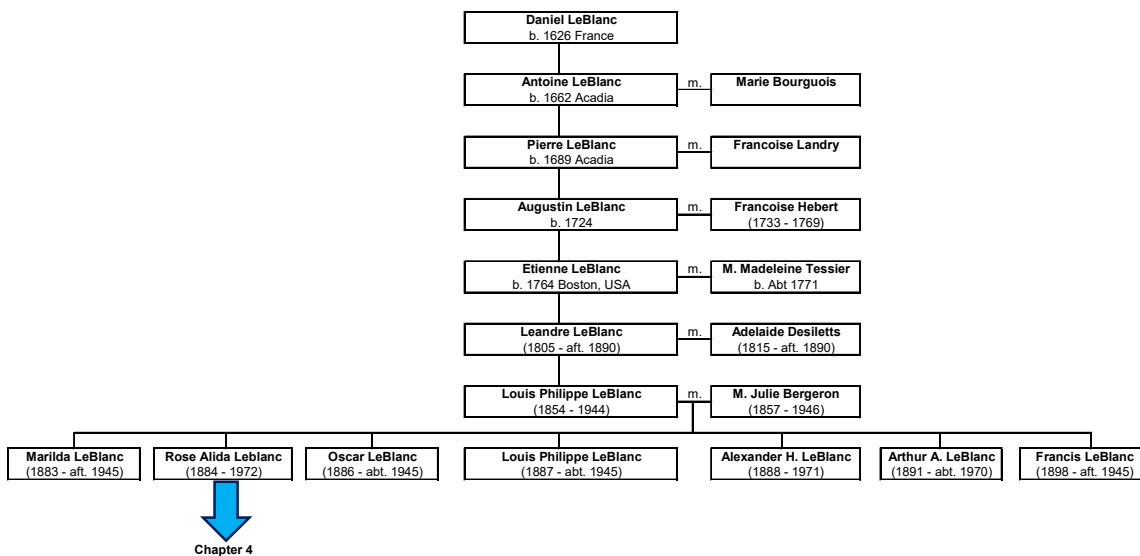 Daniel LeBlanc
b. 1626 France
Antoine LeBlanc
b. 1662 Acadia
m.
Marie Bourguois
Pierre LeBlanc
b. 1689 Acadia
m.
Francoise Landry
Augustin LeBlanc
b. 1724
m.
Francoise Hebert
(1733 - 1769)
Etienne LeBlanc
b. 1764 Boston, USA
m.
M. Madeleine Tessier
b. Abt 1771
Leandre LeBlanc
(1805 - aft. 1890)
m.
Adelaide Desiletts
(1815 - aft. 1890)
Louis Philippe LeBlanc
(1854 - 1944)
m.
M. Julie Bergeron
(1857 - 1946)
Marilda LeBlanc
(1883 - aft. 1945)
Rose Alida Leblanc
(1884 - 1972)
Oscar LeBlanc
(1886 - abt. 1945)
Louis Philippe LeBlanc
(1887 - abt. 1945)
Alexander H. LeBlanc
(1888 - 1971)
Arthur A. LeBlanc
(1891 - abt. 1970)
Francis LeBlanc
(1898 - aft. 1945)
Chapter 4